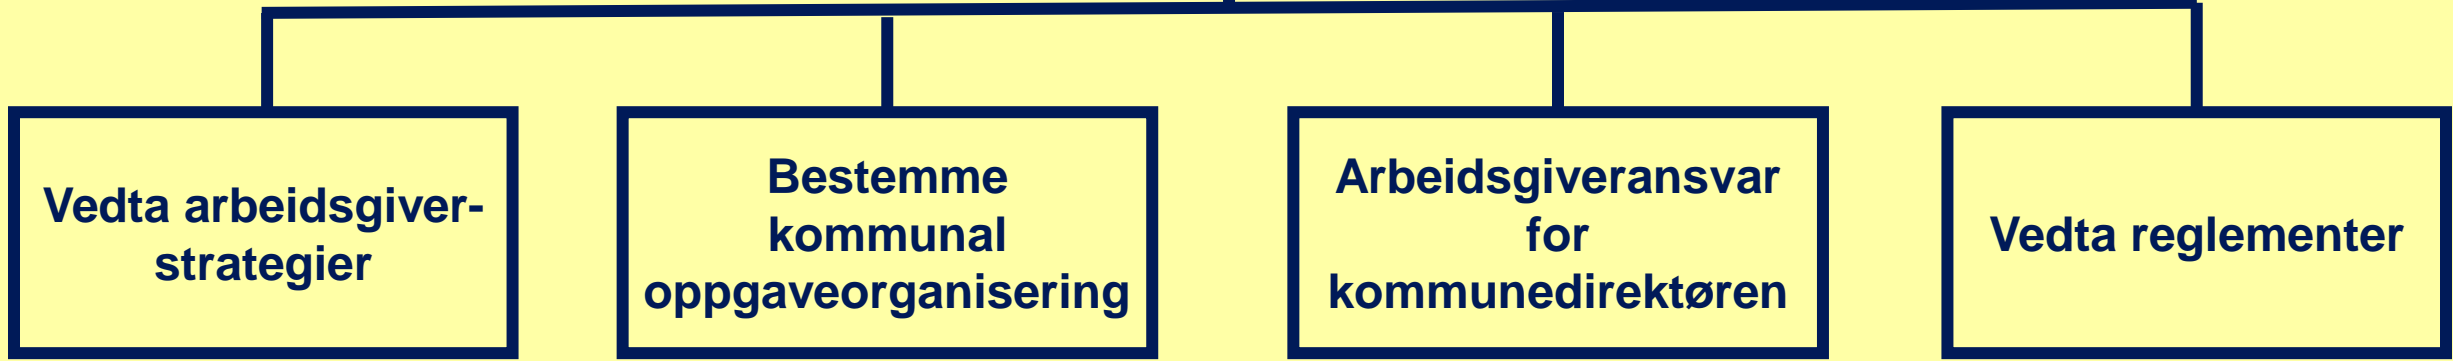 Vedta arbeidsgiver-
strategier
Bestemme
kommunal
oppgaveorganisering
Arbeidsgiveransvar
for
kommunedirektøren
Vedta reglementer